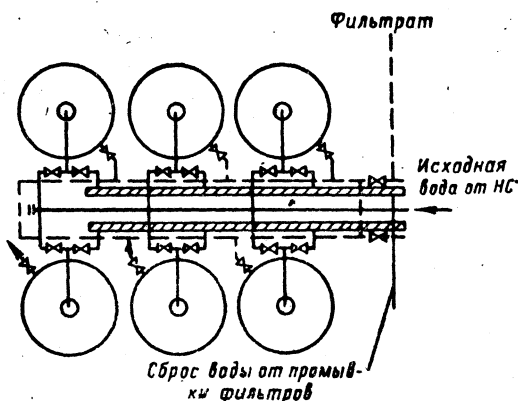 Фильтрат
Исходная
вода от НС
Сброс воды от промыв-
ки фильтров